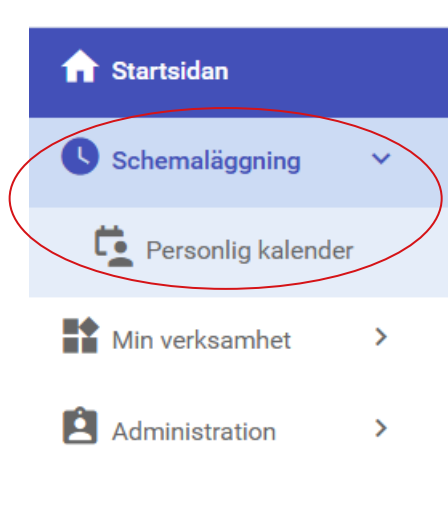 Startsidan
Schemaläggning
Personlig kalender
Min verksamhet
Administration